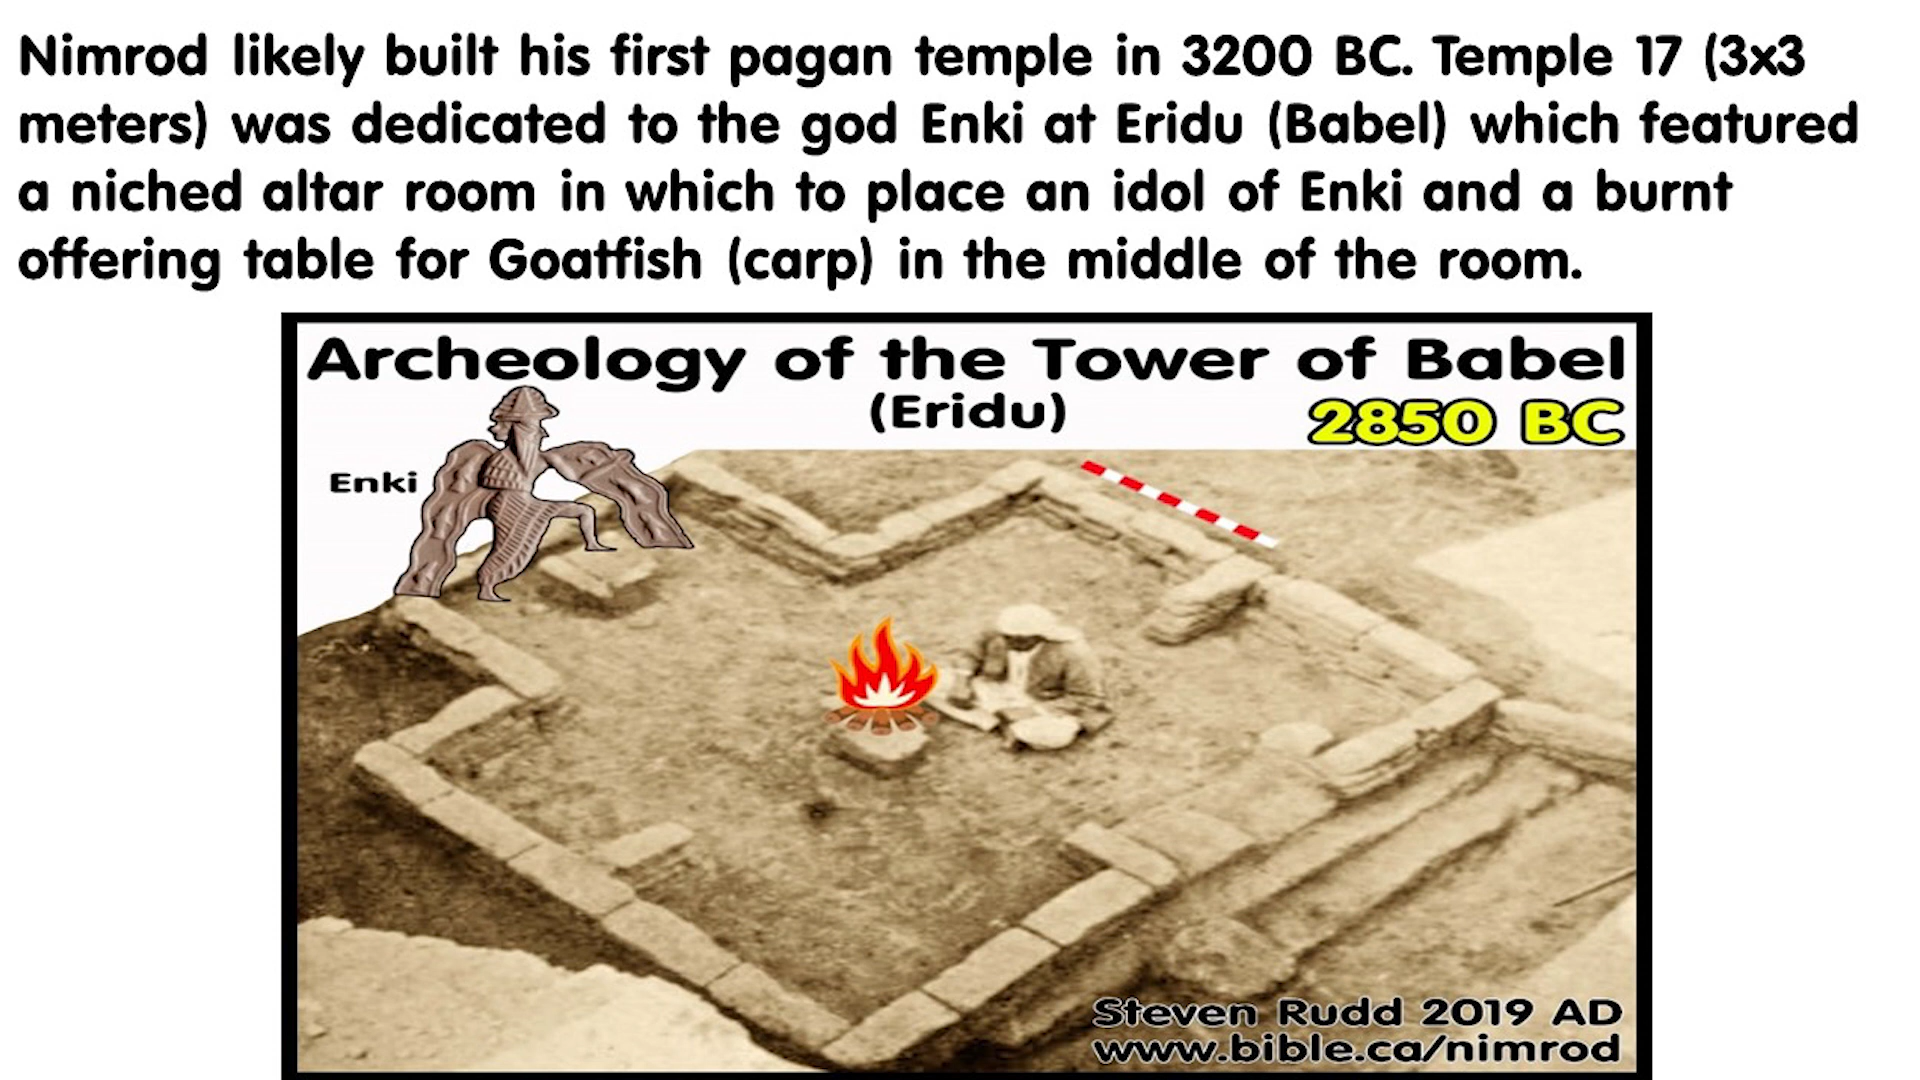 Nimrod likely built his first pagan temple in 3200 BC. Temple 17 (3x3
meters) was dedicated to the god Enki at Eridu (Babel) which featured
a niched altar room in which to place an idol of Enki and a burnt
offering table for Goatfish (carp) in the middle of the room.
Archeology of the Tower of Babel
(Eridu)
2850 BC
Enki
Steven Rudd 2019 AD
www.bible.ca/nimrod